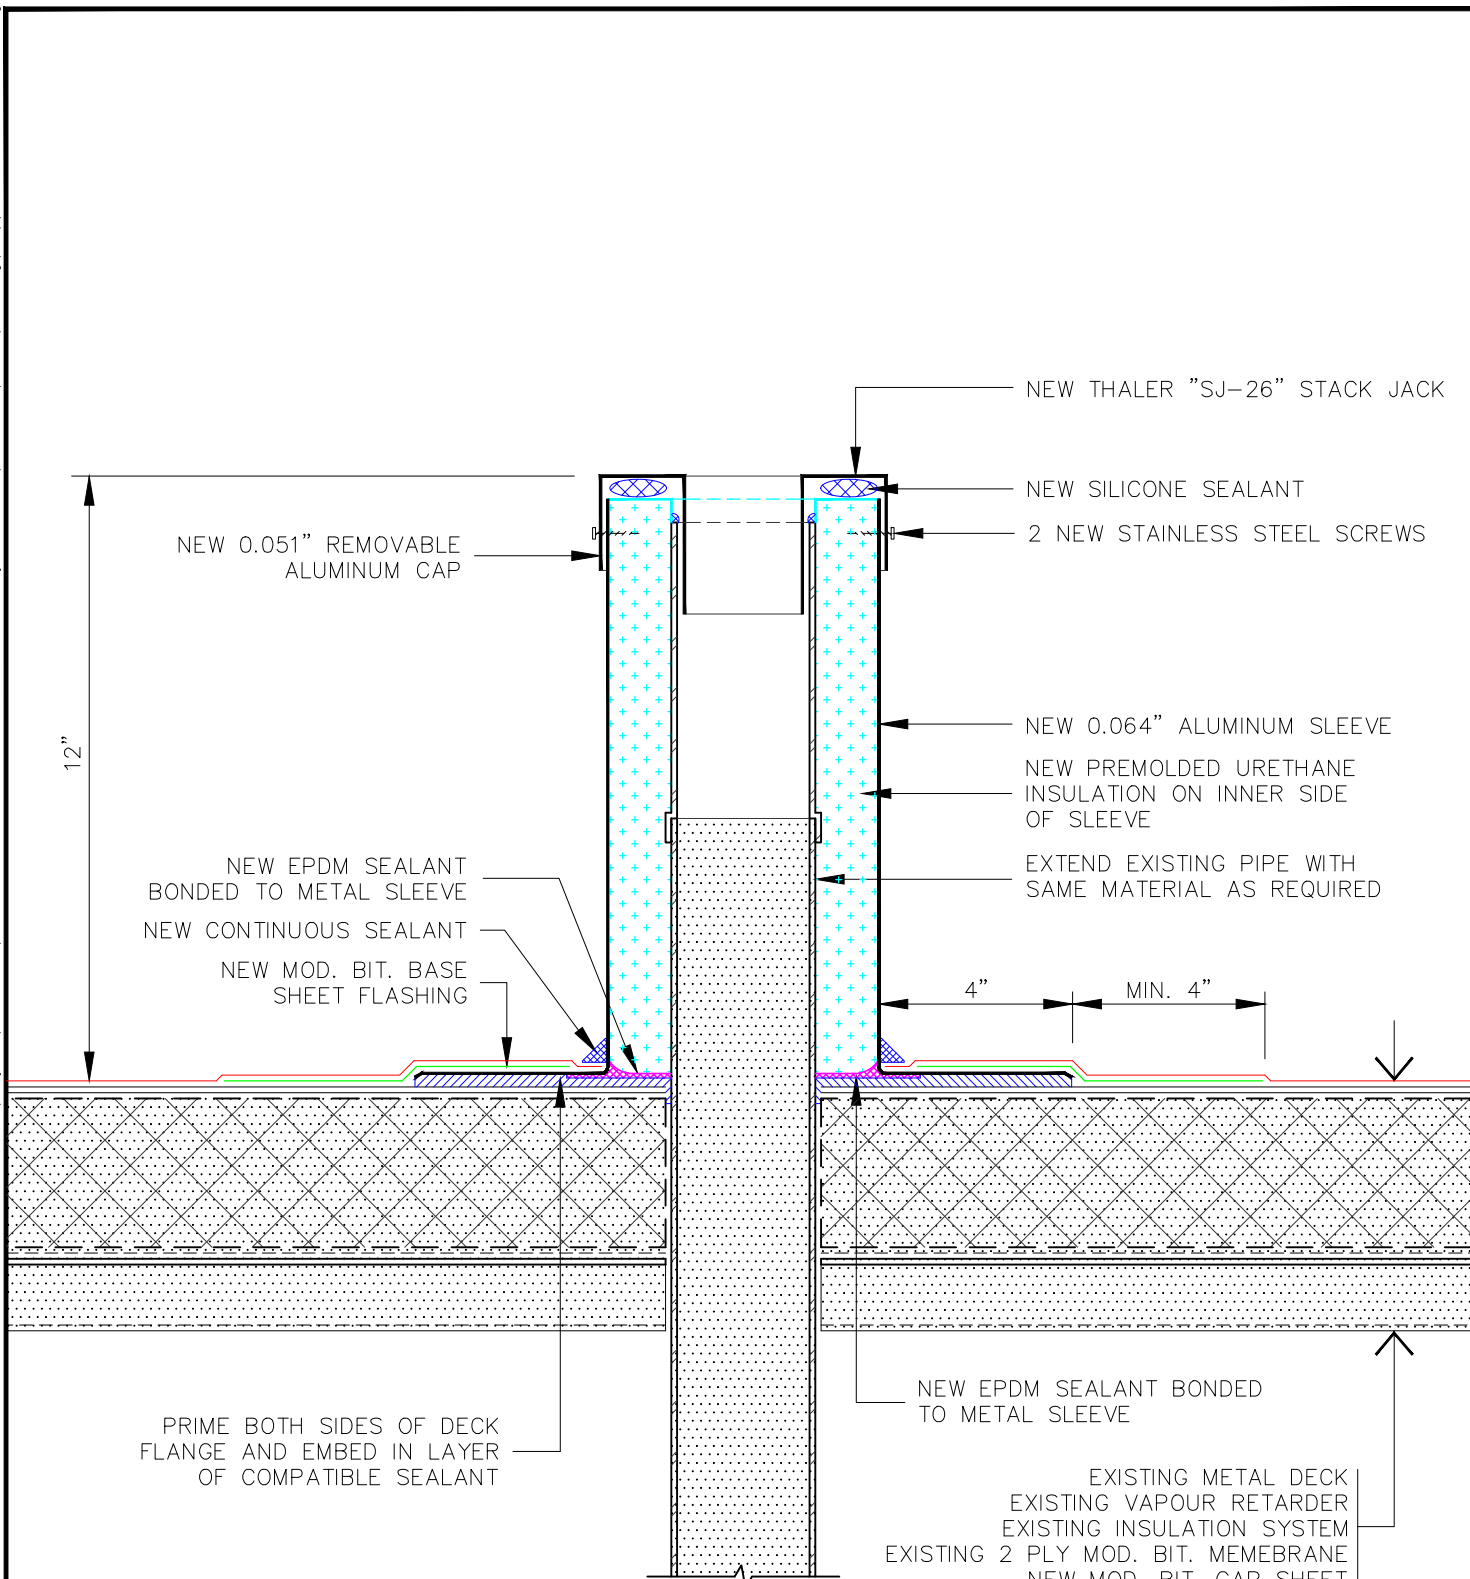 NEW THALER "SJ-26" STACK JACK
NEW SILICONE SEALANT
2 NEW STAINLESS STEEL SCREWS
NEW 0.051" REMOVABLE
ALUMINUM CAP
12"
NEW 0.064" ALUMINUM SLEEVE
NEW PREMOLDED URETHANE
INSULATION ON INNER SIDE
OF SLEEVE
EXTEND EXISTING PIPE WITH
SAME MATERIAL AS REQUIRED
NEW EPDM SEALANT
BONDED TO METAL SLEEVE
NEW CONTINUOUS SEALANT
NEW MOD. BIT. BASE
SHEET FLASHING
4"
MIN. 4"
NEW EPDM SEALANT BONDED
TO METAL SLEEVE
PRIME BOTH SIDES OF DECK
FLANGE AND EMBED IN LAYER
OF COMPATIBLE SEALANT
EXISTING METAL DECK
EXISTING VAPOUR RETARDER
EXISTING INSULATION SYSTEM
EXISTING 2 PLY MOD. BIT. MEMEBRANE
NEW MOD. BIT. CAP SHEET